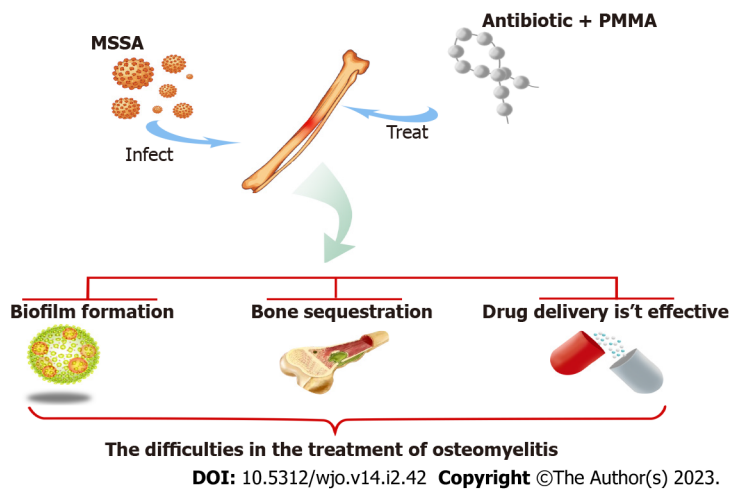 Antibiotic + PMMA
MSSA
Infect
Treat
Biofilm formation
Bone sequestration
Drug delivery is't effective
The difficulties in the treatment of osteomyelitis
DOI: 10.5312/wjo.v14.i2.42 Copyright ©The Author(s) 2023.